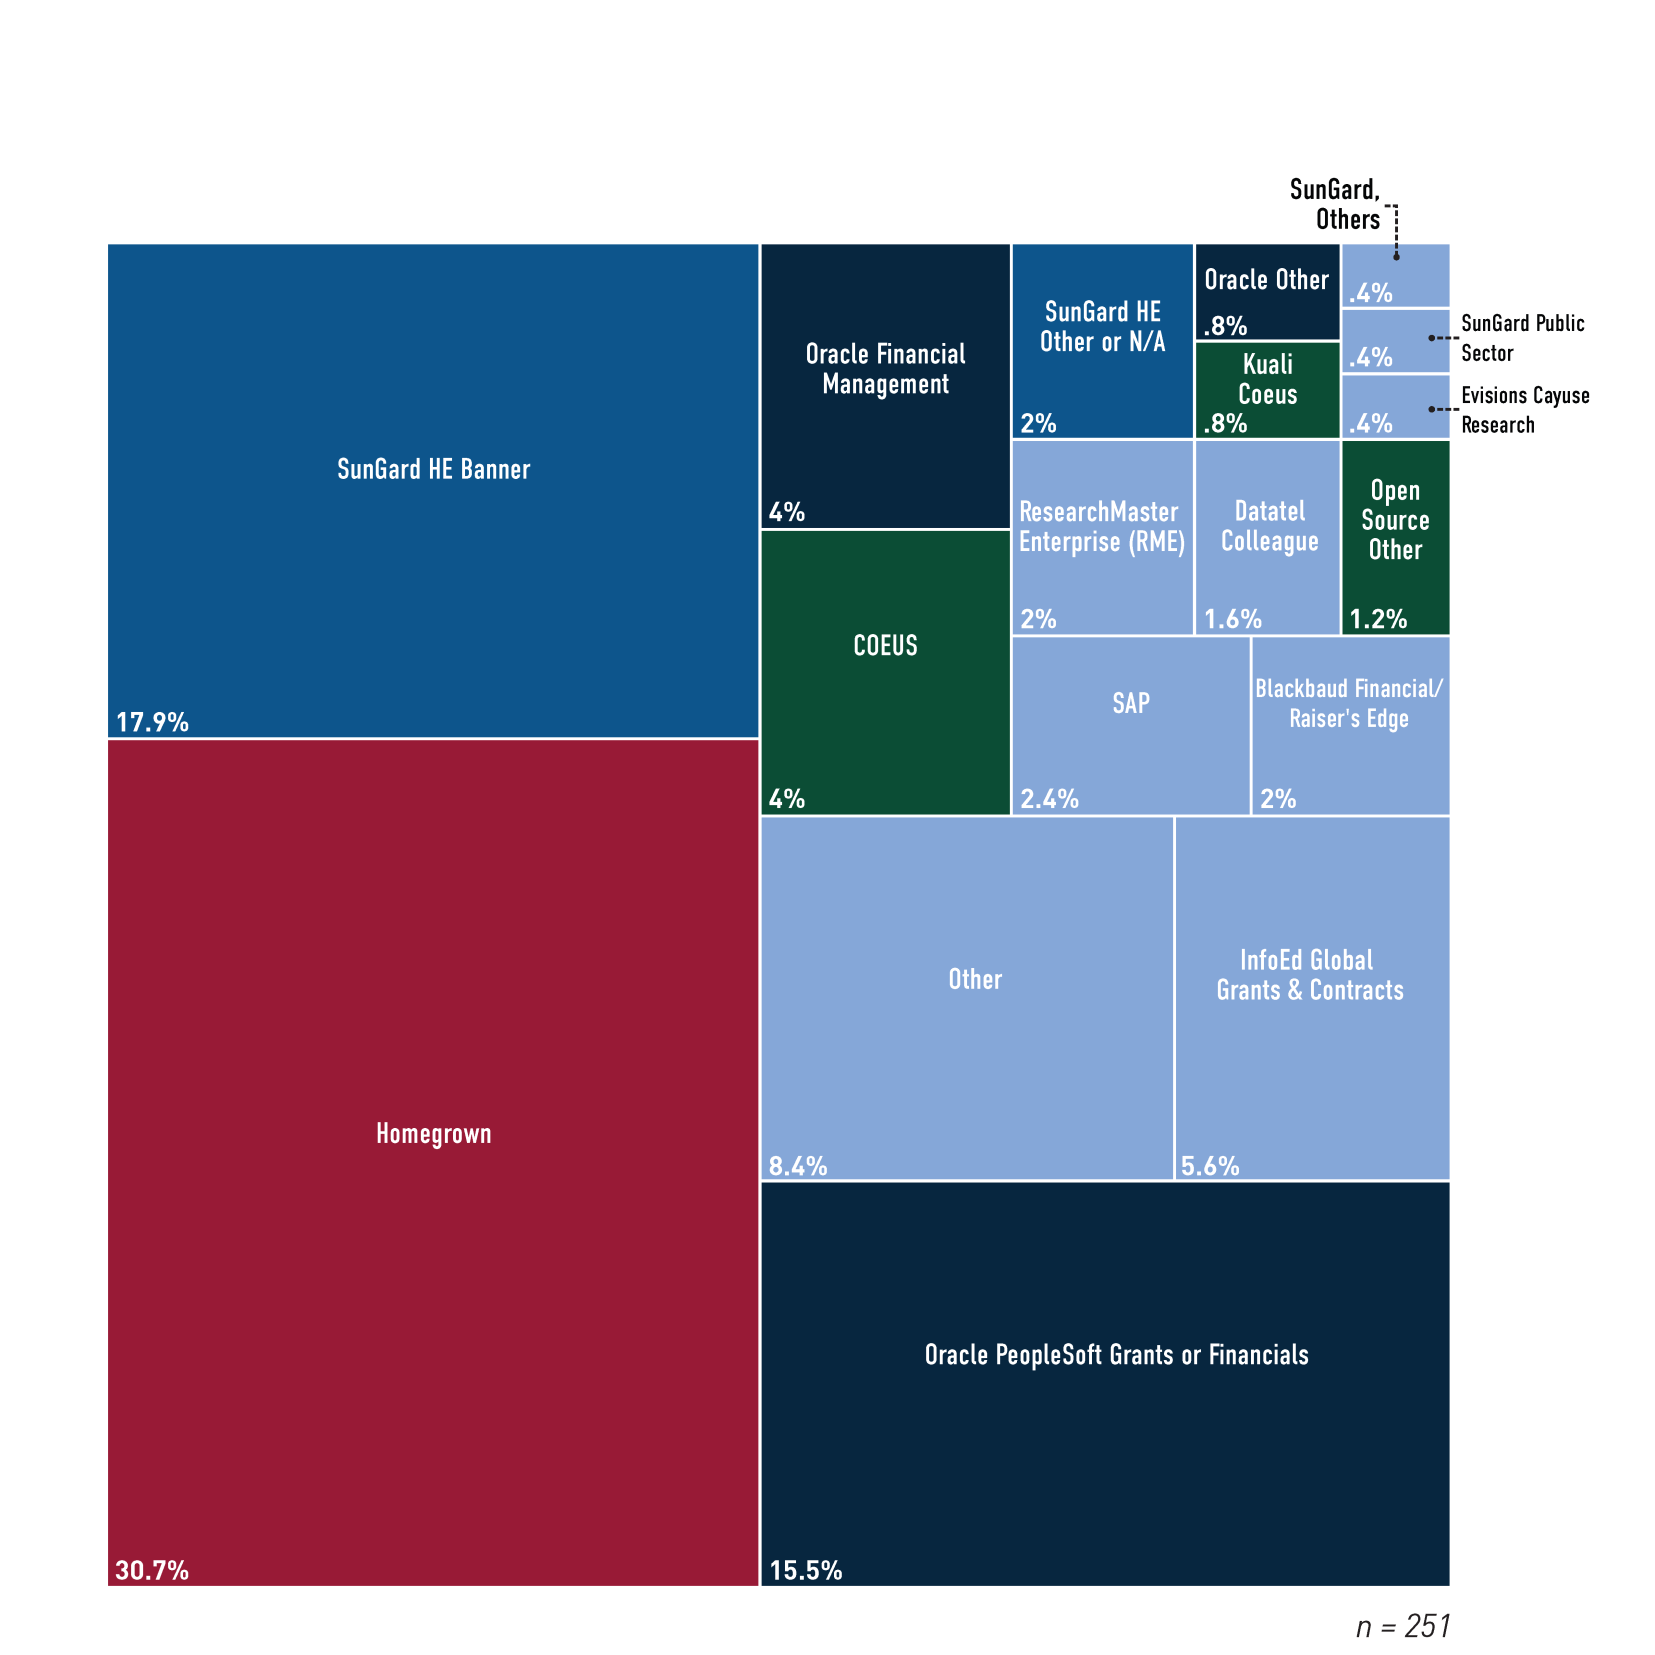 SunGard,
Others
SunGard HE Banner
17.9%
Oracle Financial
Management
4%
SunGard HE
Other or N/A
2%
Oracle Other
.8%
Kuali
Coeus
.8%
.4%
SunGard Public
Sector
.4%
Evisions Cayuse
Research
.4%
ResearchMaster
Enterprise (RME)
2%
Datatel
Colleague
1.6%
Open
Source
Other
1.2%
COEUS
4%
SAP
2.4%
Blackbaud Financial/
Raiser's Edge
2%
Homegrown
30.7%
Other
8.4%
InfoEd Global
Grants & Contracts
5.6%
Oracle PeopleSoft Grants or Financials
15.5%
n = 251